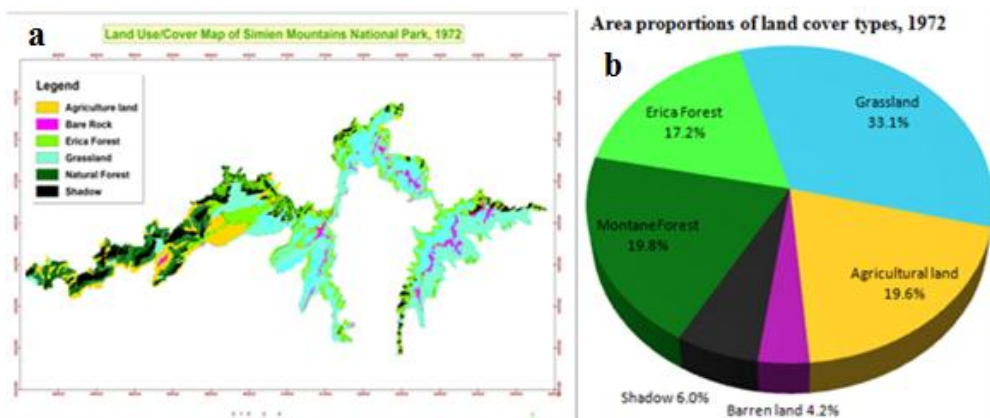 a
Land Use/Cover Map of Simien Mountains National Park, 1972
Legend
Agriculture land
Bare Rock
Erica Forest
Grassland
Natural Forest
Shadow
Area proportions of land cover types, 1972
b
Grassland
33.1%
Erica Forest
17.2%
MontaneForest
19.8%
Agricultural land
19.6%
Shadow 6.0%
Barren land 4.2%